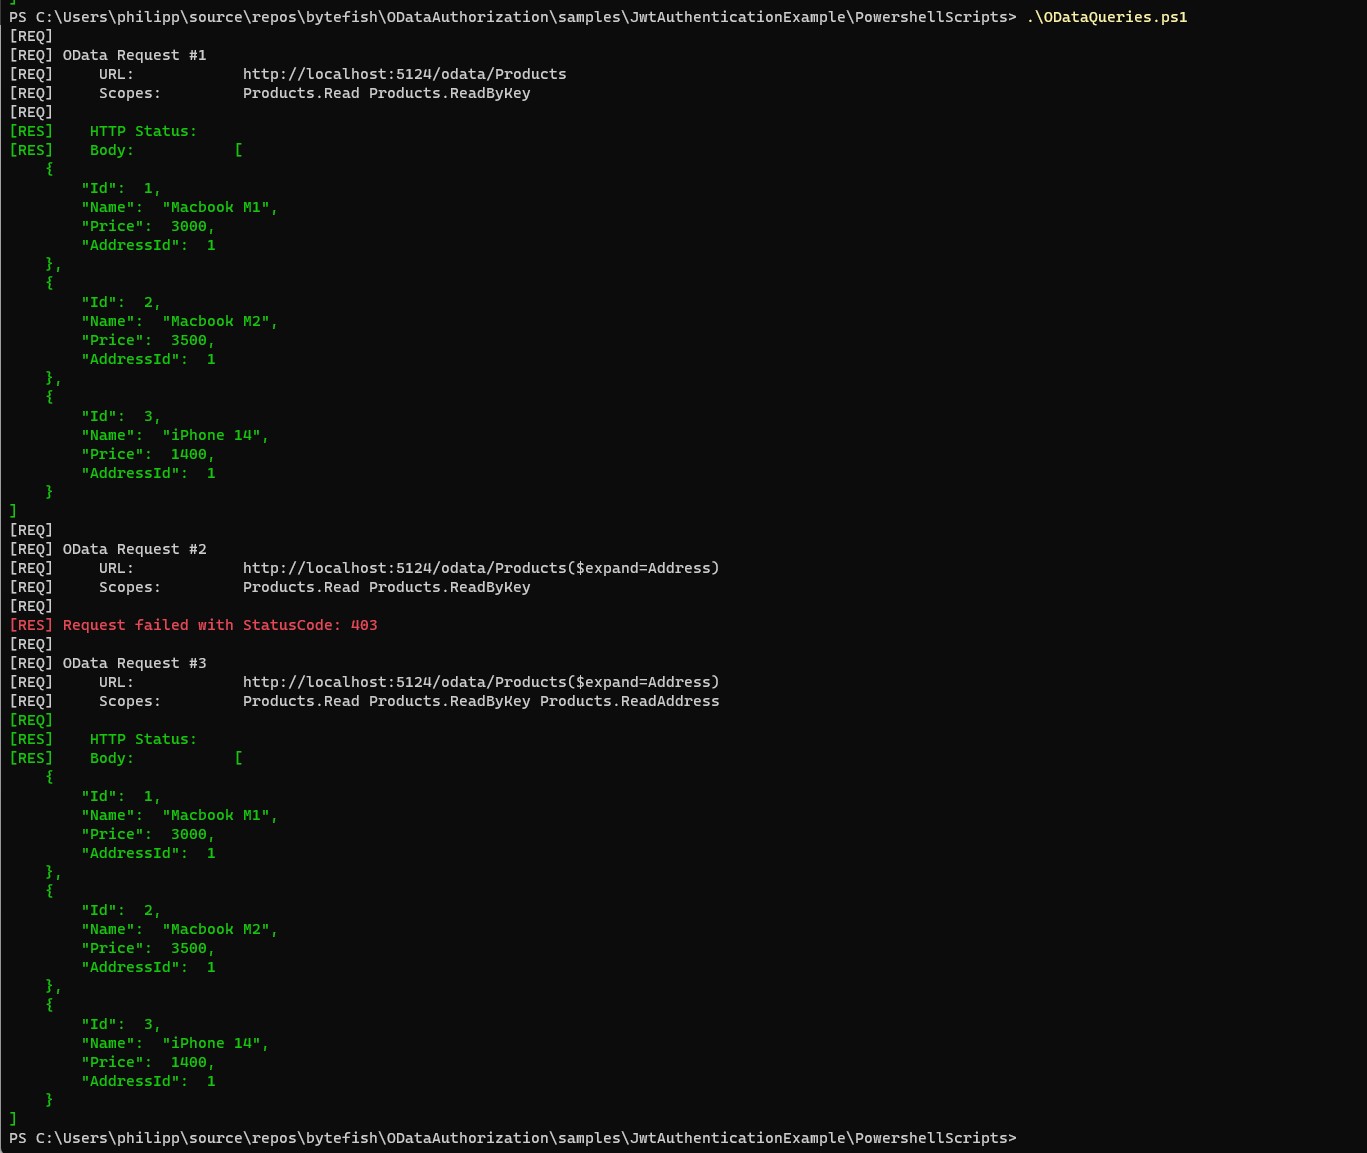 PS C:\Users\philipp\source\repos\bytefish\ODataAuthorization\samples\JwtAuthenticationExample\PowershellScripts> .\ODataQueries.ps1
[REQ]
[REQ] OData Request #1
[REQ]     URL:            http://localhost:5124/odata/Products
[REQ]     Scopes:         Products.Read Products.ReadByKey
[REQ]
[RES]    HTTP Status:
[RES]    Body:           [
    {
        "Id":  1,
        "Name":  "Macbook M1",
        "Price":  3000,
        "AddressId":  1
    },
    {
        "Id":  2,
        "Name":  "Macbook M2",
        "Price":  3500,
        "AddressId":  1
    },
    {
        "Id":  3,
        "Name":  "iPhone 14",
        "Price":  1400,
        "AddressId":  1
    }
]
[REQ]
[REQ] OData Request #2
[REQ]     URL:            http://localhost:5124/odata/Products($expand=Address)
[REQ]     Scopes:         Products.Read Products.ReadByKey
[REQ]
[RES] Request failed with StatusCode: 403
[REQ]
[REQ] OData Request #3
[REQ]     URL:            http://localhost:5124/odata/Products($expand=Address)
[REQ]     Scopes:         Products.Read Products.ReadByKey Products.ReadAddress
[REQ]
[RES]    HTTP Status:
[RES]    Body:           [
    {
        "Id":  1,
        "Name":  "Macbook M1",
        "Price":  3000,
        "AddressId":  1
    },
    {
        "Id":  2,
        "Name":  "Macbook M2",
        "Price":  3500,
        "AddressId":  1
    },
    {
        "Id":  3,
        "Name":  "iPhone 14",
        "Price":  1400,
        "AddressId":  1
    }
]
PS C:\Users\philipp\source\repos\bytefish\ODataAuthorization\samples\JwtAuthenticationExample\PowershellScripts>